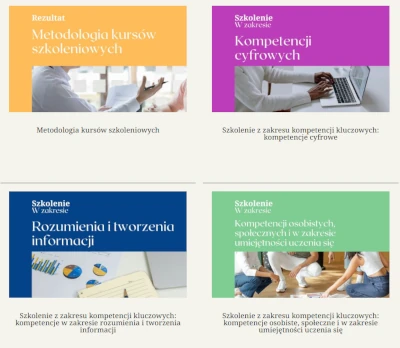 Rezultat
Metodologia kursów
szkoleniowych
Metodologia kursów szkoleniowych
Szkolenie
W zakresie
Kompetencji
cyfrowych
Szkolenie z zakresu kompetencji kluczowych:
kompetencje cyfrowe
Szkolenie
W zakresie
Rozumienia i tworzenia
informacji
Szkolenie z zakresu kompetencji kluczowych:
kompetencje w zakresie rozumienia i tworzenia
informacji
Szkolenie
W zakresie
Kompetencji osobistych,
społecznych i w zakresie
umiejętności uczenia się
Szkolenie z zakresu kompetencji kluczowych:
kompetencje osobiste, społeczne i w zakresie
umiejętności uczenia się